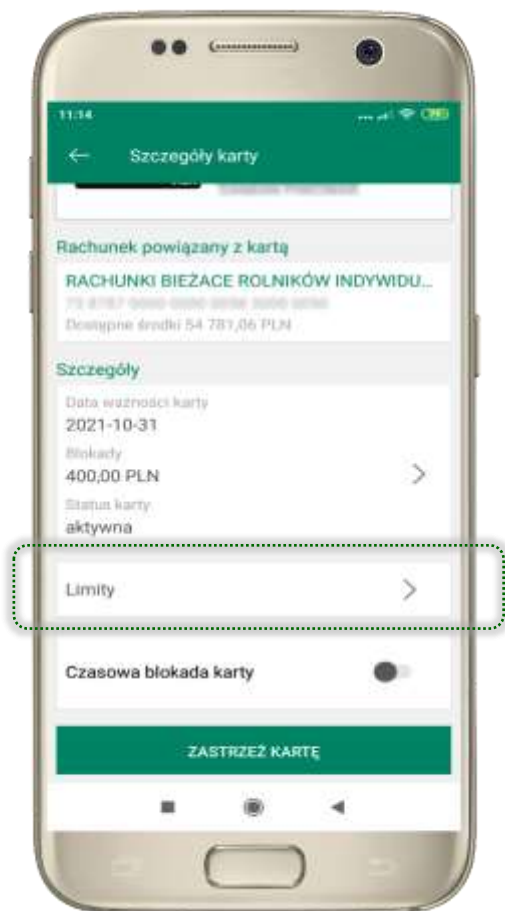 11:14
Szczegóły karty
Rachunek powiązany z kartą
RACHUNKI BIEŻACE ROLNIKÓW INDYWIDU...
Dostępne środki 54 781,06 PLN
Szczegóły
Data ważności karty
2021-10-31
Blokady
400,00 PLN
Status karty
aktywna
Limity
Czasowa blokada karty
ZASTRZEŻ KARTĘ